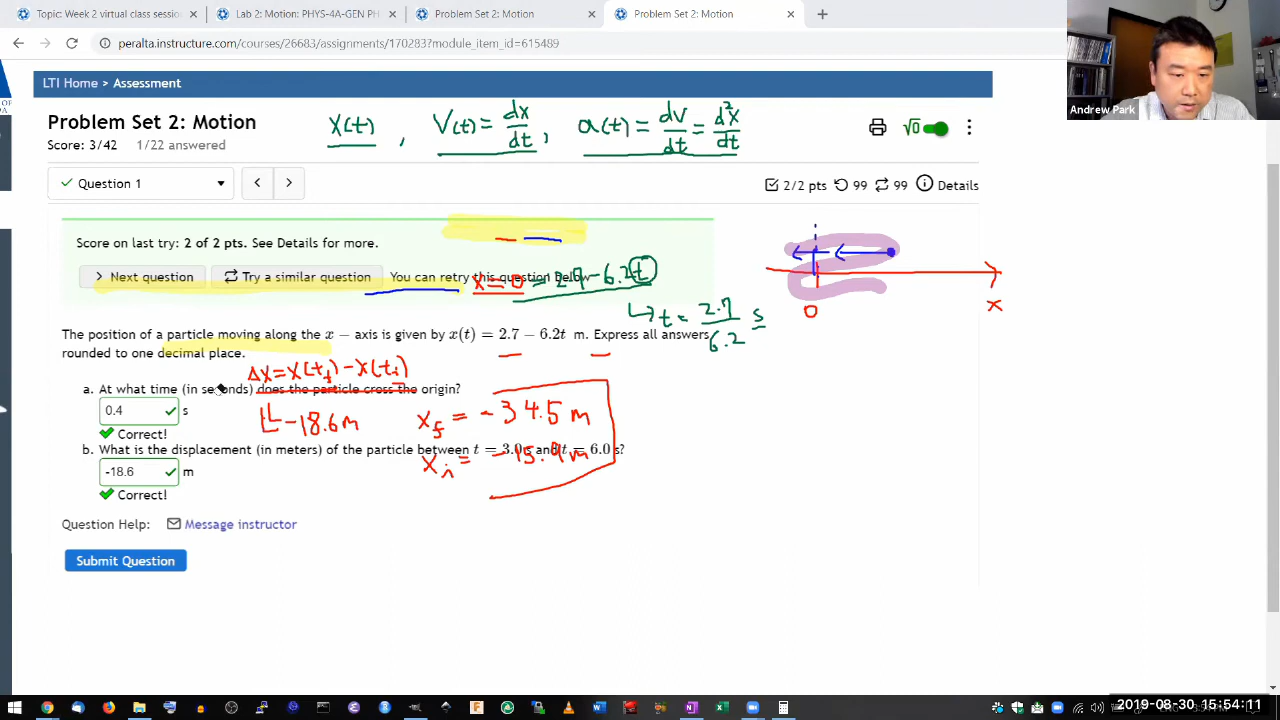 Topic: Week 2 virtual class sessi
Lab 2: Motion: PHYS-4A-GEN
Problem Set 2: Motion
Problem Set 2: Motion
peralta.instructure.com/courses/26683/assignments/170283?module_item_id=615489
Andrew Park
LTI Home > Assessment
Problem Set 2: Motion
x(t) , v(t) = dx/dt , a(t) = dv/dt = d²x/dt
Score: 3/42 1/22 answered
√0
Question 1
2/2 pts 99 99 Details
Score on last try: 2 of 2 pts. See Details for more.
Next question Try a similar question You can retry this question below
x = 0 = 2.7 - 6.2t
↳ t = 2.7/6.2 s
0 x
The position of a particle moving along the x − axis is given by x(t) = 2.7 − 6.2t m. Express all answers
rounded to one decimal place.
Δx = x(t_f) - x(t_i)
a. At what time (in seconds) does the particle cross the origin?
0.4 s
-18.6 m
x_f = -34.5 m
Correct!
b. What is the displacement (in meters) of the particle between t = 3.0 s and t = 6.0 s?
x_i = -15.9 m
-18.6 m
Correct!
Question Help: Message instructor
Submit Question
2019-08-30 15:54:11